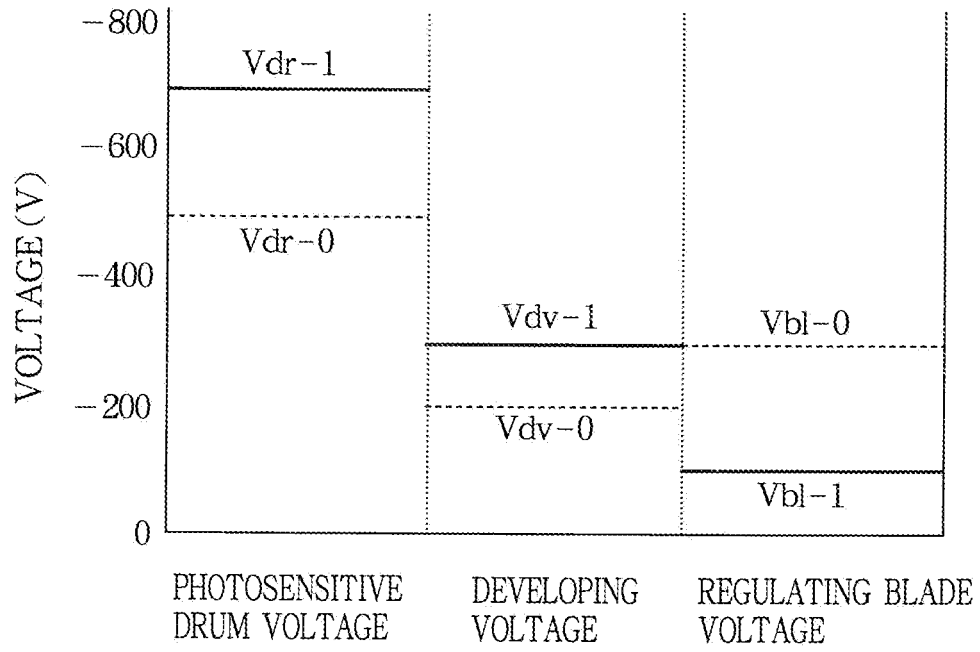 VOLTAGE (V)
-800
-600
-400
-200
0
Vdr-1
Vdr-0
Vdv-1
Vdv-0
Vbl-0
Vbl-1
PHOTOSENSITIVE
DRUM VOLTAGE
DEVELOPING
VOLTAGE
REGULATING BLADE
VOLTAGE